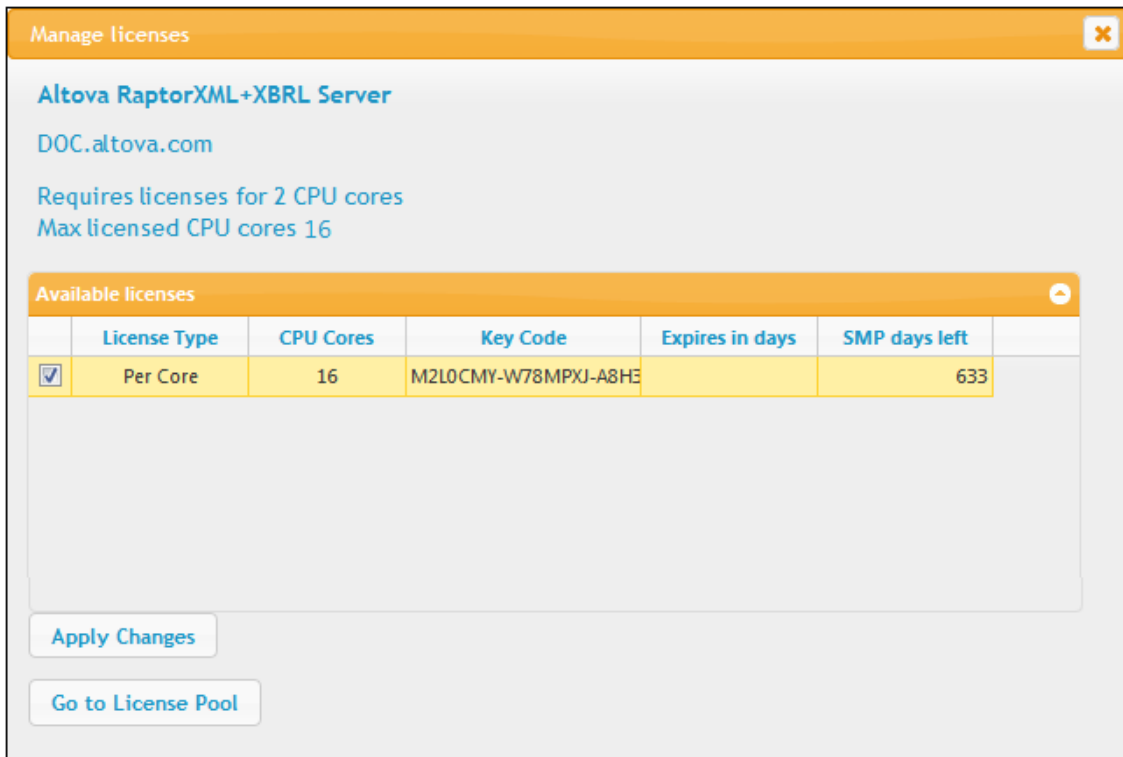 Manage licenses
Altova RaptorXML+XBRL Server
DOC.altova.com
Requires licenses for 2 CPU cores
Max licensed CPU cores 16
Available licenses
License Type CPU Cores Key Code Expires in days SMP days left
Per Core 16 M2L0CMY-W78MPXJ-A8H3 633
Apply Changes
Go to License Pool